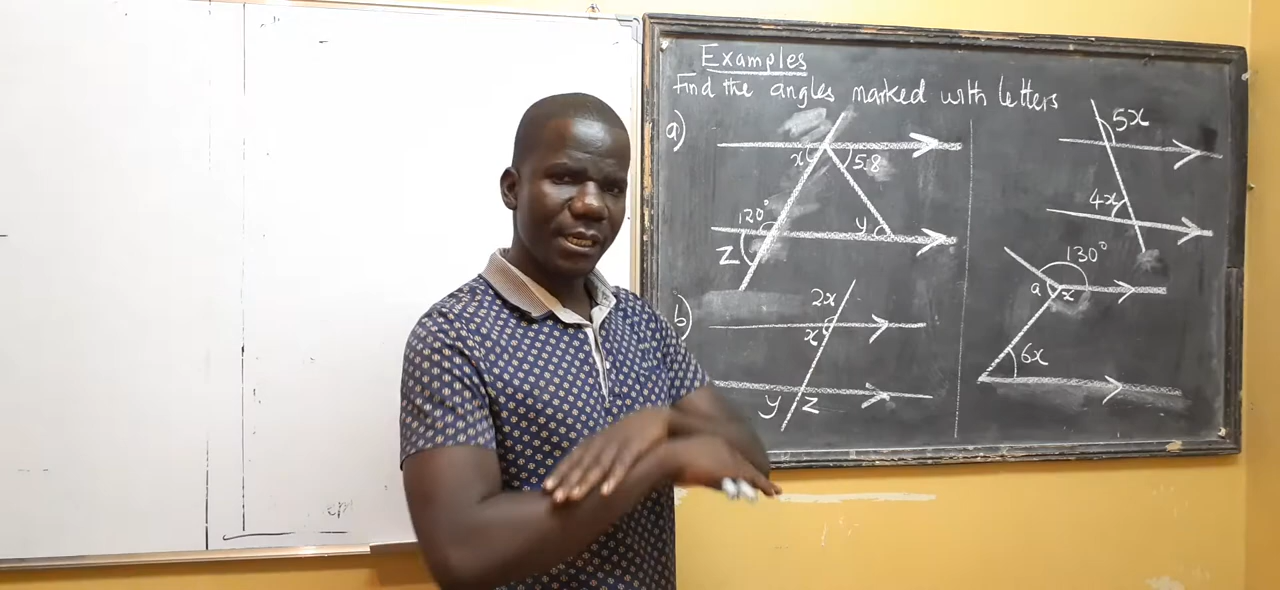 Examples
Find the angles marked with letters
a)
x 58
120° y
z
b)
2x
x
y z
5x
4x
130°
a x
6x